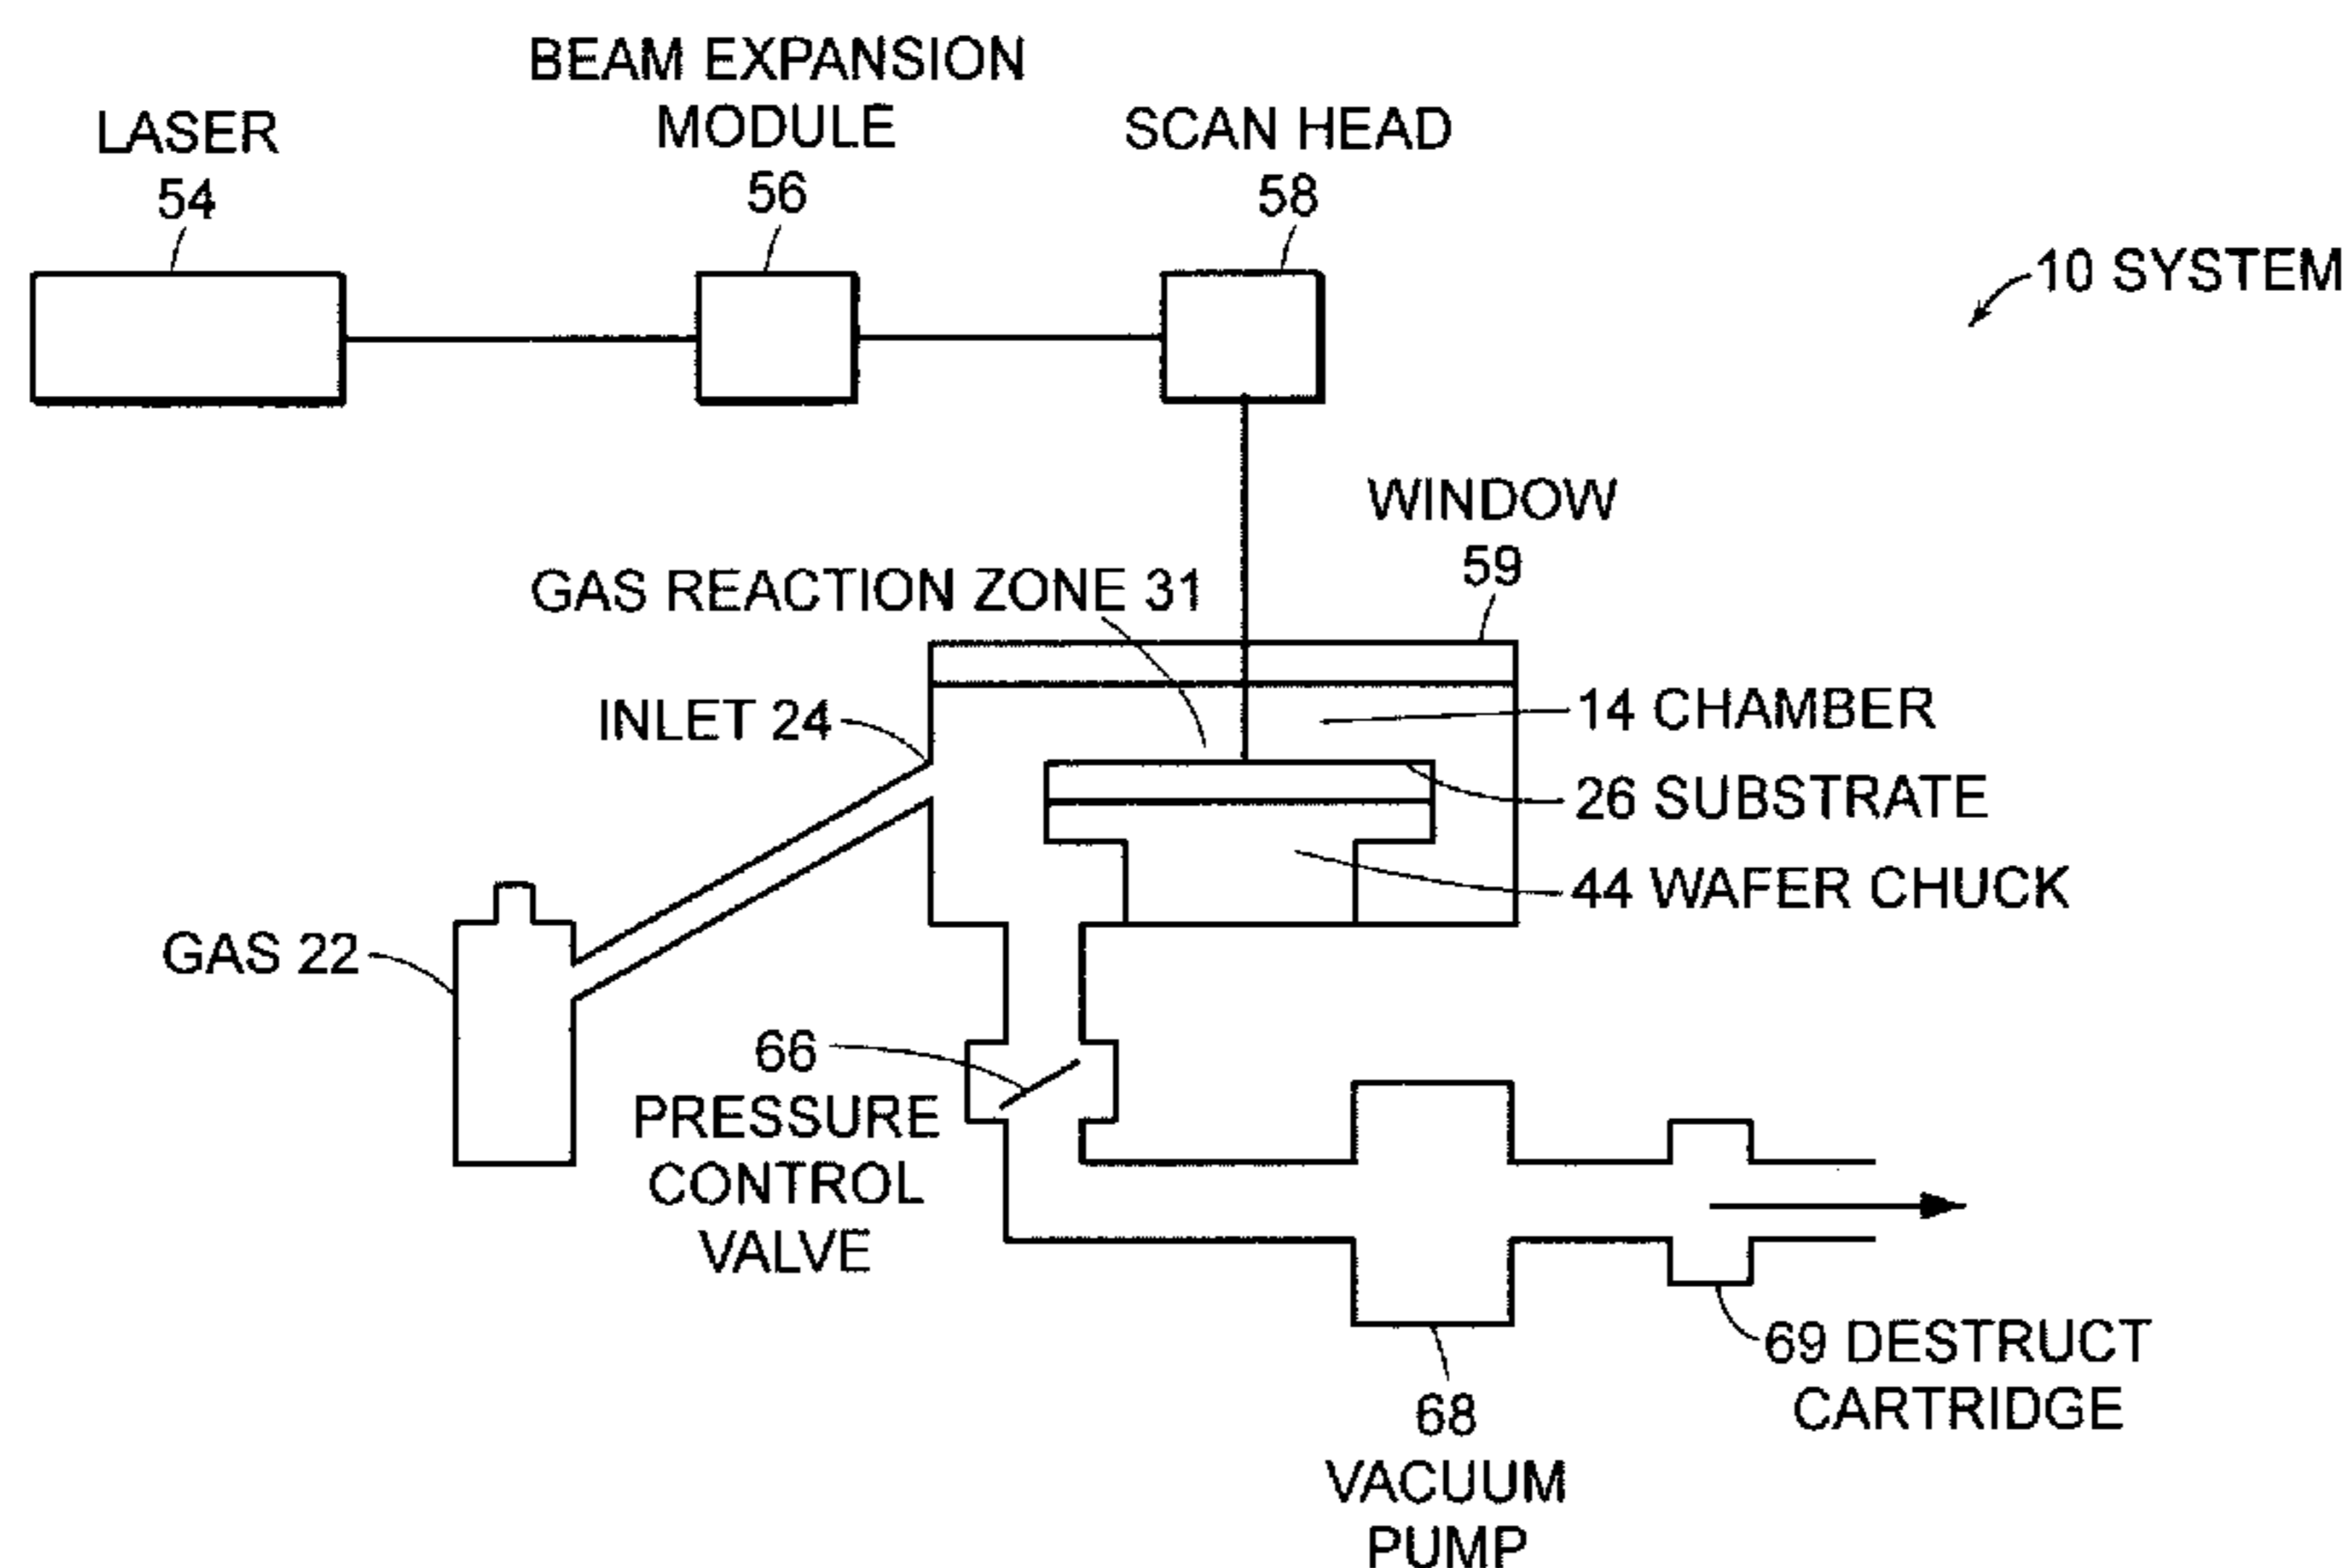 BEAM EXPANSION
MODULE
56
LASER
54
SCAN HEAD
58
10 SYSTEM
WINDOW
59
GAS REACTION ZONE 31
INLET 24
14 CHAMBER
26 SUBSTRATE
44 WAFER CHUCK
GAS 22
66
PRESSURE
CONTROL
VALVE
69 DESTRUCT
CARTRIDGE
68
VACUUM
PUMP